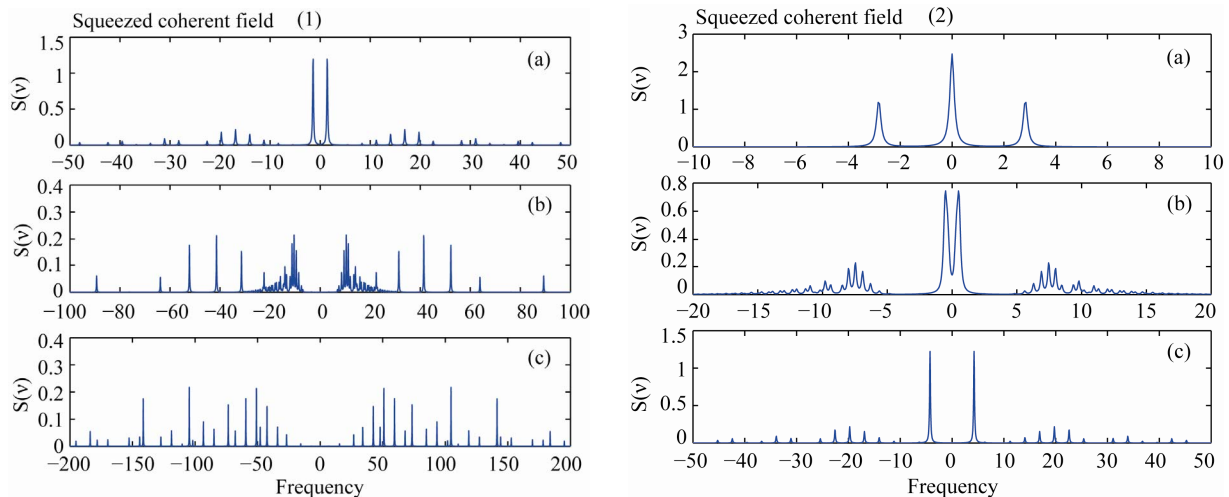 Squeezed coherent field (1)
1.5
1
0.5
0
S(ν)
(a)
−50 −40 −30 −20 −10 0 10 20 30 40 50
0.4
0.3
0.2
0.1
0
S(ν)
(b)
−100 −80 −60 −40 −20 0 20 40 60 80 100
0.4
0.3
0.2
0.1
0
S(ν)
(c)
−200 −150 −100 −50 0 50 100 150 200
Frequency
Squeezed coherent field (2)
3
2
1
0
S(ν)
(a)
−10 −8 −6 −4 −2 0 2 4 6 8 10
0.8
0.6
0.4
0.2
0
S(ν)
(b)
−20 −15 −10 −5 0 5 10 15 20
1.5
1
0.5
0
S(ν)
(c)
−50 −40 −30 −20 −10 0 10 20 30 40 50
Frequency